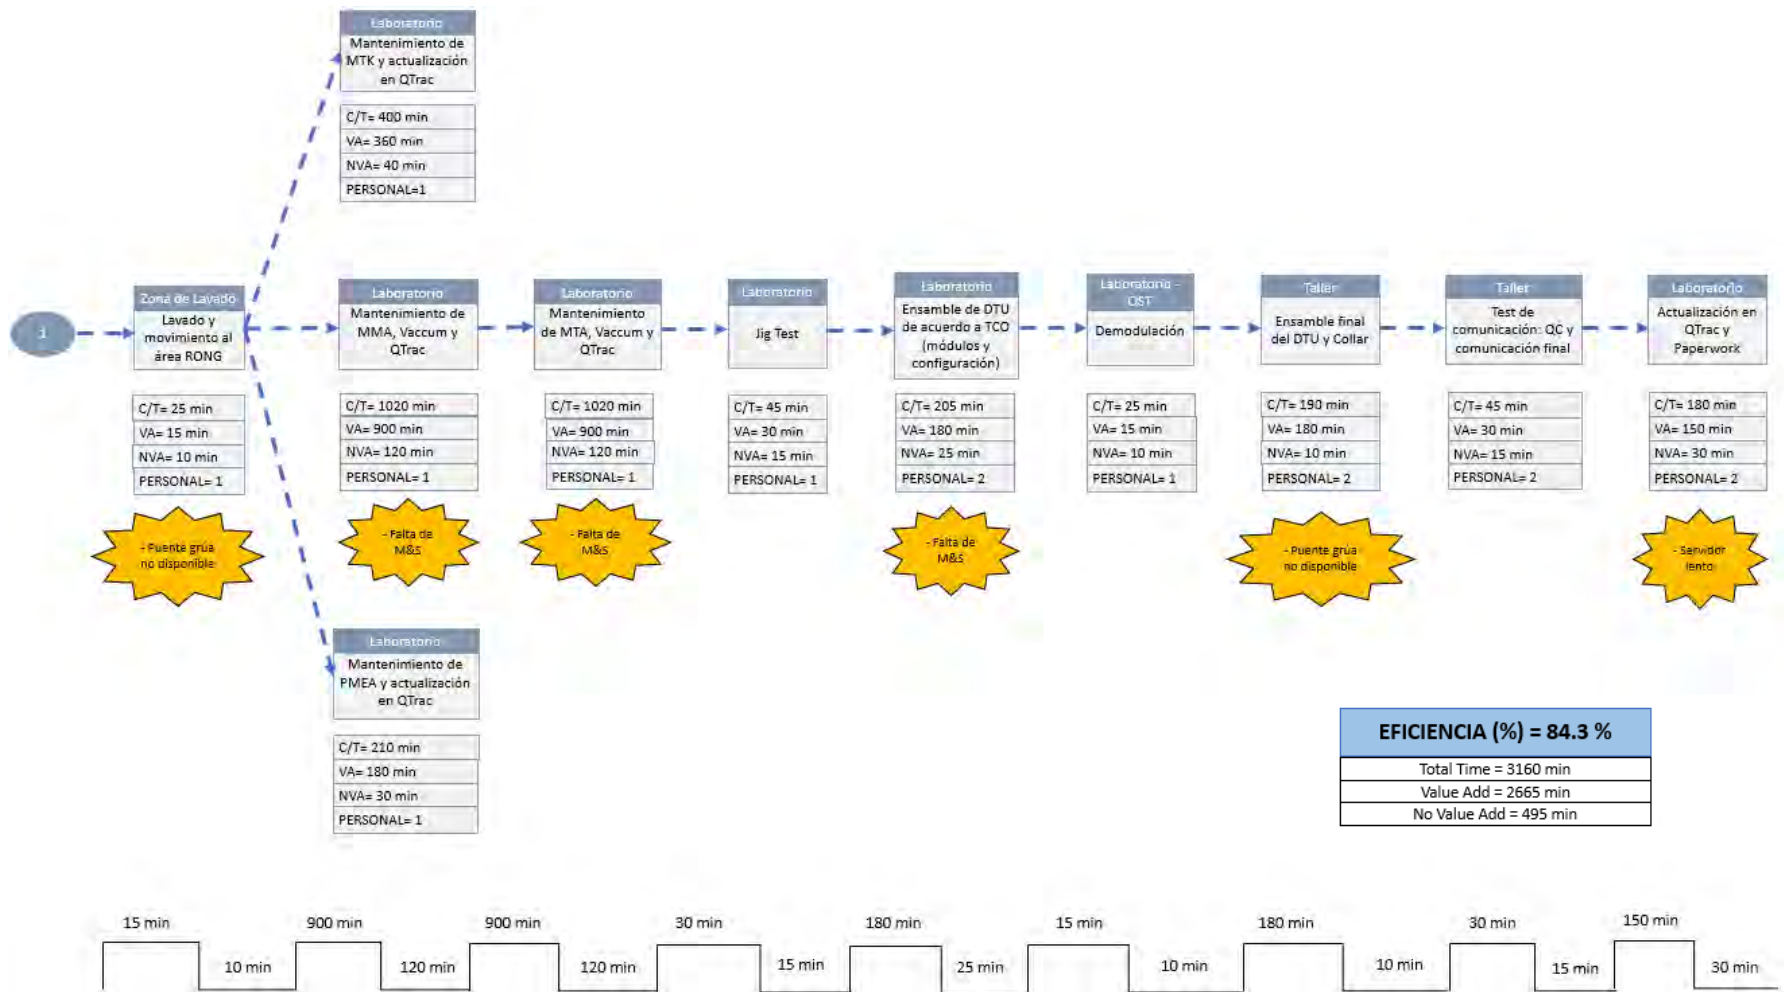 Laboratorio
Mantenimiento de
MTK y actualización
en QTrac
C/T= 400 min
VA= 360 min
NVA= 40 min
PERSONAL=1
1
Zona de Lavado
Lavado y
movimiento al
área RONG
C/T= 25 min
VA= 15 min
NVA= 10 min
PERSONAL= 1
- Puente grúa
no disponible
Laboratorio
Mantenimiento de
MMA, Vaccum y
QTrac
C/T= 1020 min
VA= 900 min
NVA= 120 min
PERSONAL= 1
- Falta de
M&S
Laboratorio
Mantenimiento
de MTA, Vaccum y
QTrac
C/T= 1020 min
VA= 900 min
NVA= 120 min
PERSONAL= 1
- Falta de
M&S
Laboratorio
Jig Test
C/T= 45 min
VA= 30 min
NVA= 15 min
PERSONAL= 1
Laboratorio
Ensamble de DTU
de acuerdo a TCO
(módulos y
configuración)
C/T= 205 min
VA= 180 min
NVA= 25 min
PERSONAL= 2
- Falta de
M&S
Laboratorio -
OST
Demodulación
C/T= 25 min
VA= 15 min
NVA= 10 min
PERSONAL= 1
Taller
Ensamble final
del DTU y Collar
C/T= 190 min
VA= 180 min
NVA= 10 min
PERSONAL= 2
- Puente grúa
no disponible
Taller
Test de
comunicación: QC y
comunicación final
C/T= 45 min
VA= 30 min
NVA= 15 min
PERSONAL= 2
Laboratorio
Actualización en
QTrac y
Paperwork
C/T= 180 min
VA= 150 min
NVA= 30 min
PERSONAL= 2
- Servidor
lento
Laboratorio
Mantenimiento de
PMEA y actualización
en QTrac
C/T= 210 min
VA= 180 min
NVA= 30 min
PERSONAL= 1
EFICIENCIA (%) = 84.3 %
Total Time = 3160 min
Value Add = 2665 min
No Value Add = 495 min
15 min
900 min
900 min
30 min
180 min
15 min
180 min
30 min
150 min
10 min
120 min
120 min
15 min
25 min
10 min
10 min
15 min
30 min